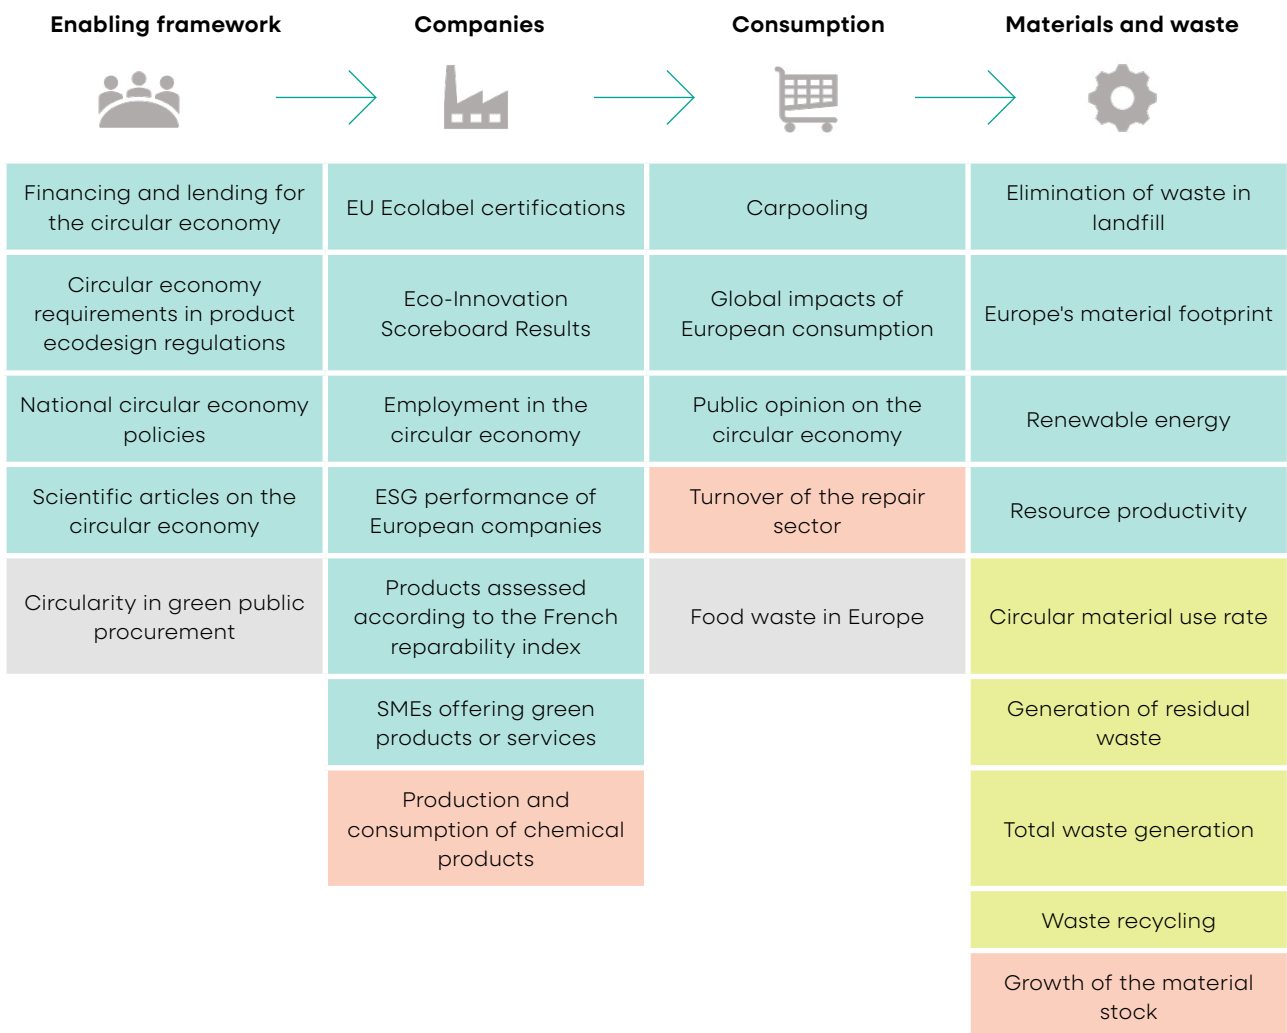 Enabling framework
Companies
Consumption
Materials and waste
Financing and lending for
the circular economy
Circular economy
requirements in product
ecodesign regulations
National circular economy
policies
Scientific articles on the
circular economy
Circularity in green public
procurement
EU Ecolabel certifications
Eco-Innovation
Scoreboard Results
Employment in the
circular economy
ESG performance of
European companies
Products assessed
according to the French
reparability index
SMEs offering green
products or services
Production and
consumption of chemical
products
Carpooling
Global impacts of
European consumption
Public opinion on the
circular economy
Turnover of the repair
sector
Food waste in Europe
Elimination of waste in
landfill
Europe's material footprint
Renewable energy
Resource productivity
Circular material use rate
Generation of residual
waste
Total waste generation
Waste recycling
Growth of the material
stock